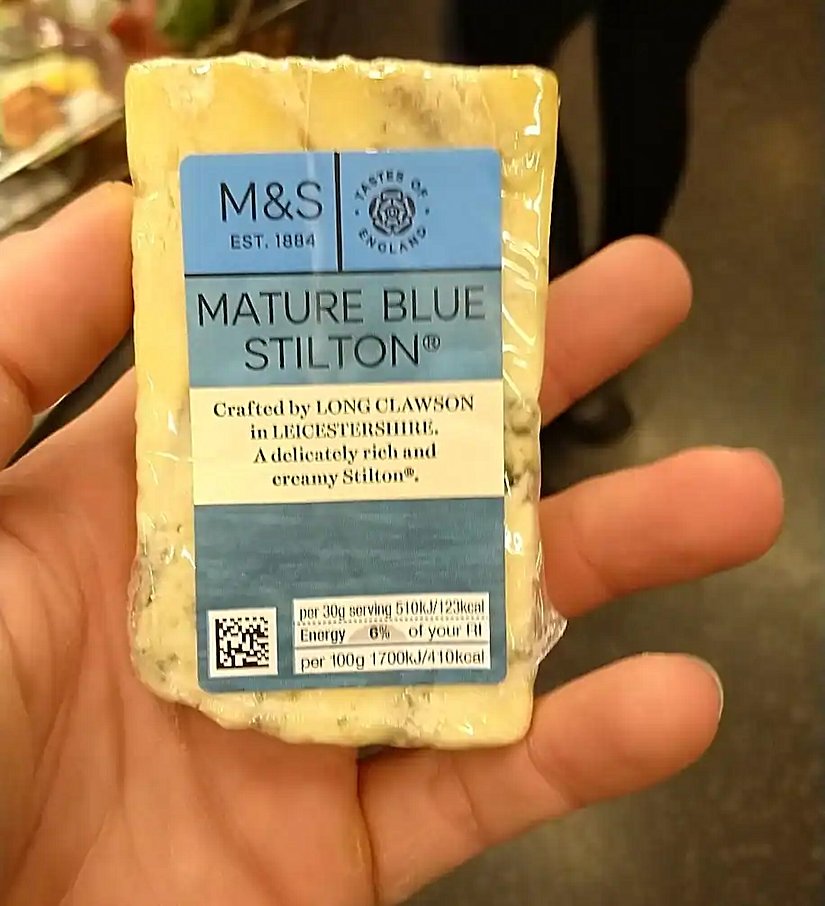 M&S
EST. 1884
TASTES OF
ENGLAND
MATURE BLUE
STILTON®
Crafted by LONG CLAWSON
in LEICESTERSHIRE.
A delicately rich and
creamy Stilton®.
per 30g serving 510kJ/123kcal
Energy 6% of your RI
per 100g 1700kJ/410kcal